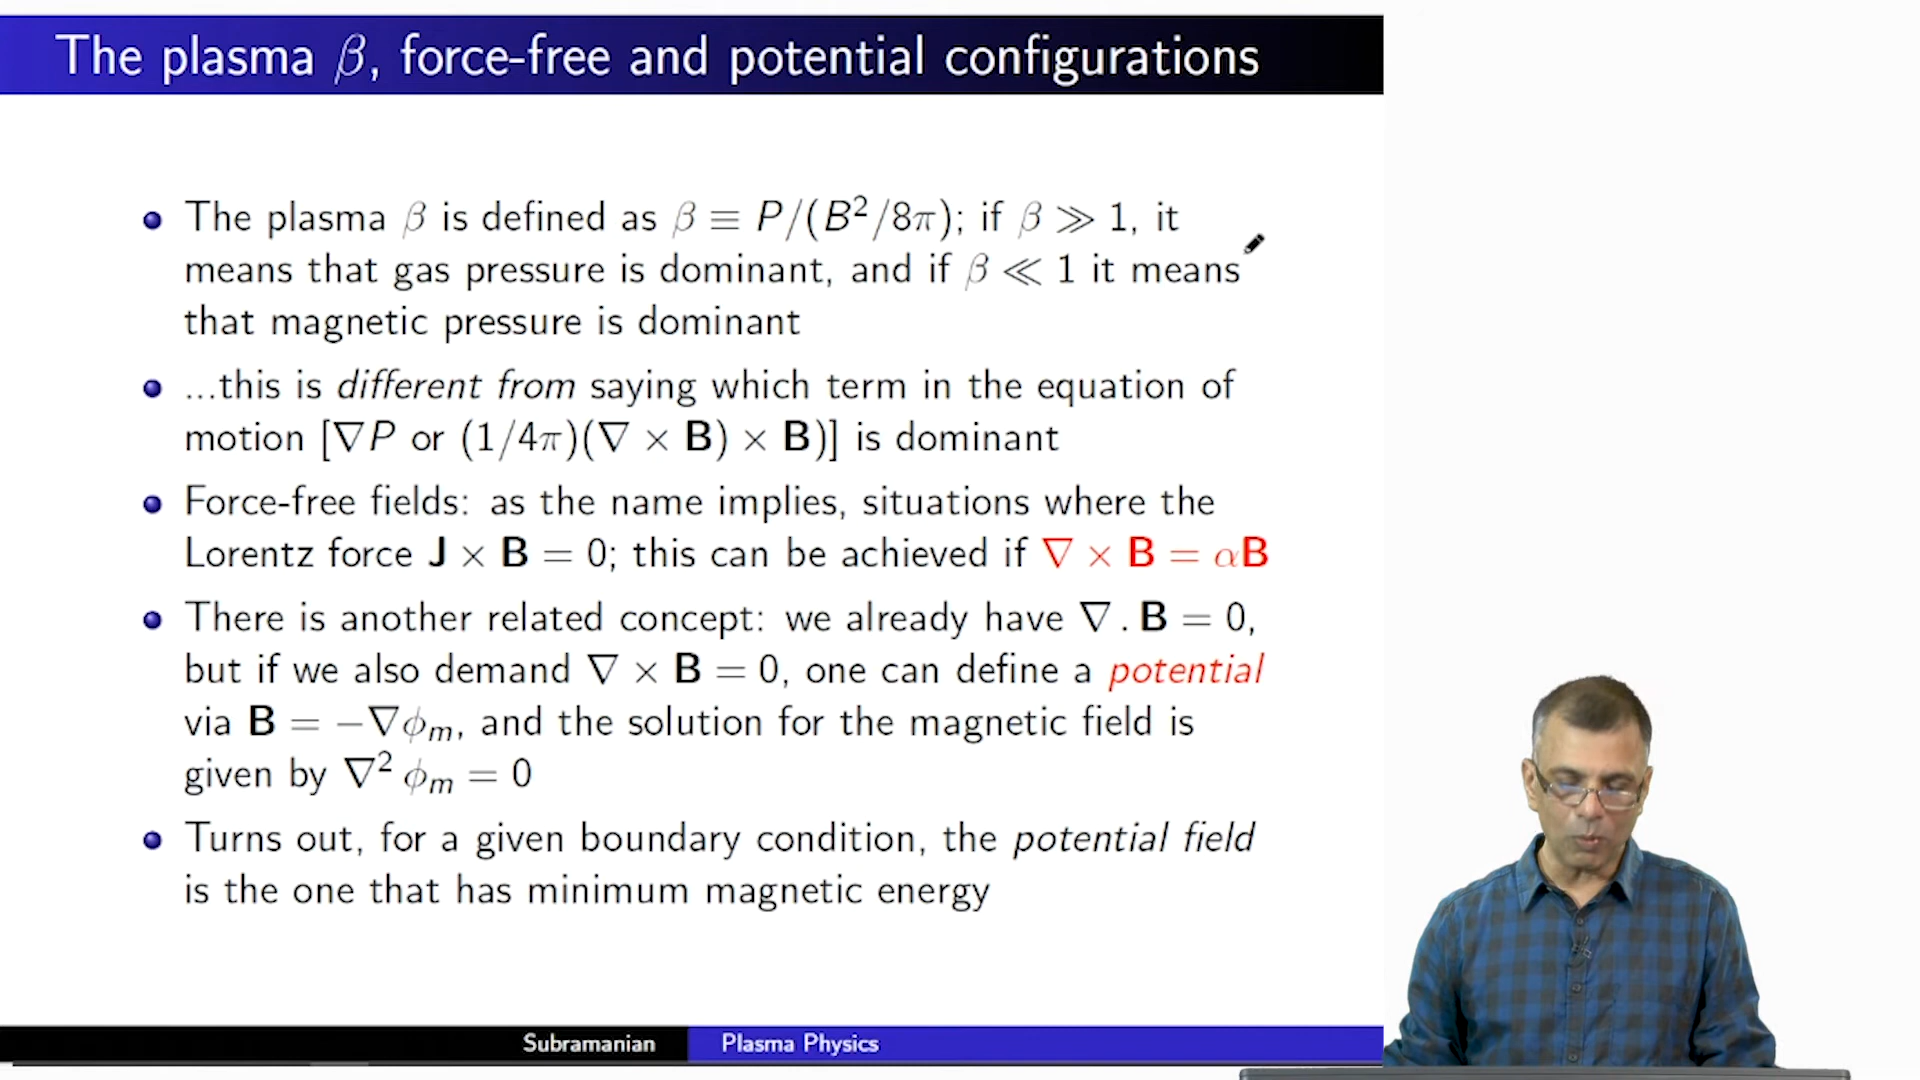 The plasma β, force-free and potential configurations
The plasma β is defined as β ≡ P/(B²/8π); if β ≫ 1, it
means that gas pressure is dominant, and if β ≪ 1 it means
that magnetic pressure is dominant
...this is different from saying which term in the equation of
motion [∇P or (1/4π)(∇ × B) × B)] is dominant
Force-free fields: as the name implies, situations where the
Lorentz force J × B = 0; this can be achieved if ∇ × B = αB
There is another related concept: we already have ∇ . B = 0,
but if we also demand ∇ × B = 0, one can define a potential
via B = −∇ϕₘ, and the solution for the magnetic field is
given by ∇² ϕₘ = 0
Turns out, for a given boundary condition, the potential field
is the one that has minimum magnetic energy
Subramanian Plasma Physics